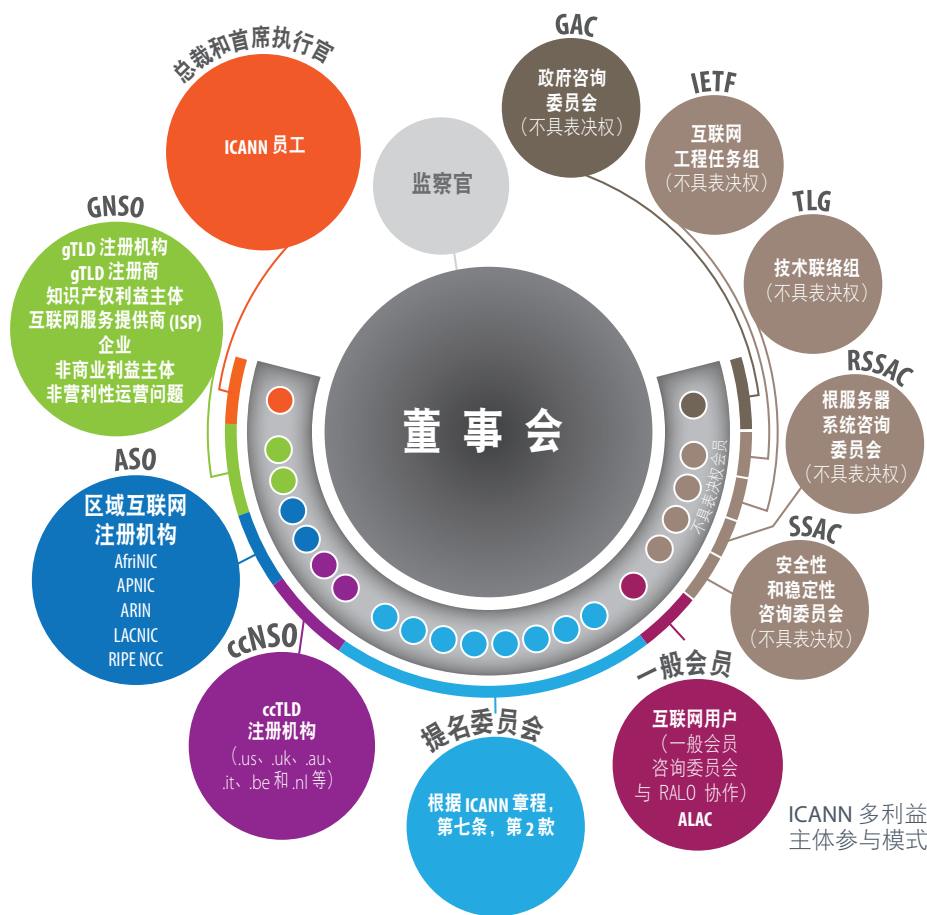 总裁和首席执行官
ICANN 员工
监察官
GAC
政府咨询
委员会
（不具表决权）
IETF
互联网
工程任务组
（不具表决权）
TLG
技术联络组
（不具表决权）
RSSAC
根服务器
系统咨询
委员会
（不具表决权）
SSAC
安全性
和稳定性
咨询委员会
（不具表决权）
GNSO
gTLD 注册机构
gTLD 注册商
知识产权利益主体
互联网服务提供商 (ISP)
企业
非商业利益主体
非营利性运营问题
董事会
不具表决权会员
ASO
区域互联网
注册机构
AfriNIC
APNIC
ARIN
LACNIC
RIPE NCC
ccNSO
ccTLD
注册机构
（.us、.uk、.au、
.it、.be 和 .nl 等）
提名委员会
根据 ICANN 章程，
第七条，第 2 款
一般会员
互联网用户
（一般会员
咨询委员会
与 RALO 协作）
ALAC
ICANN 多利益
主体参与模式